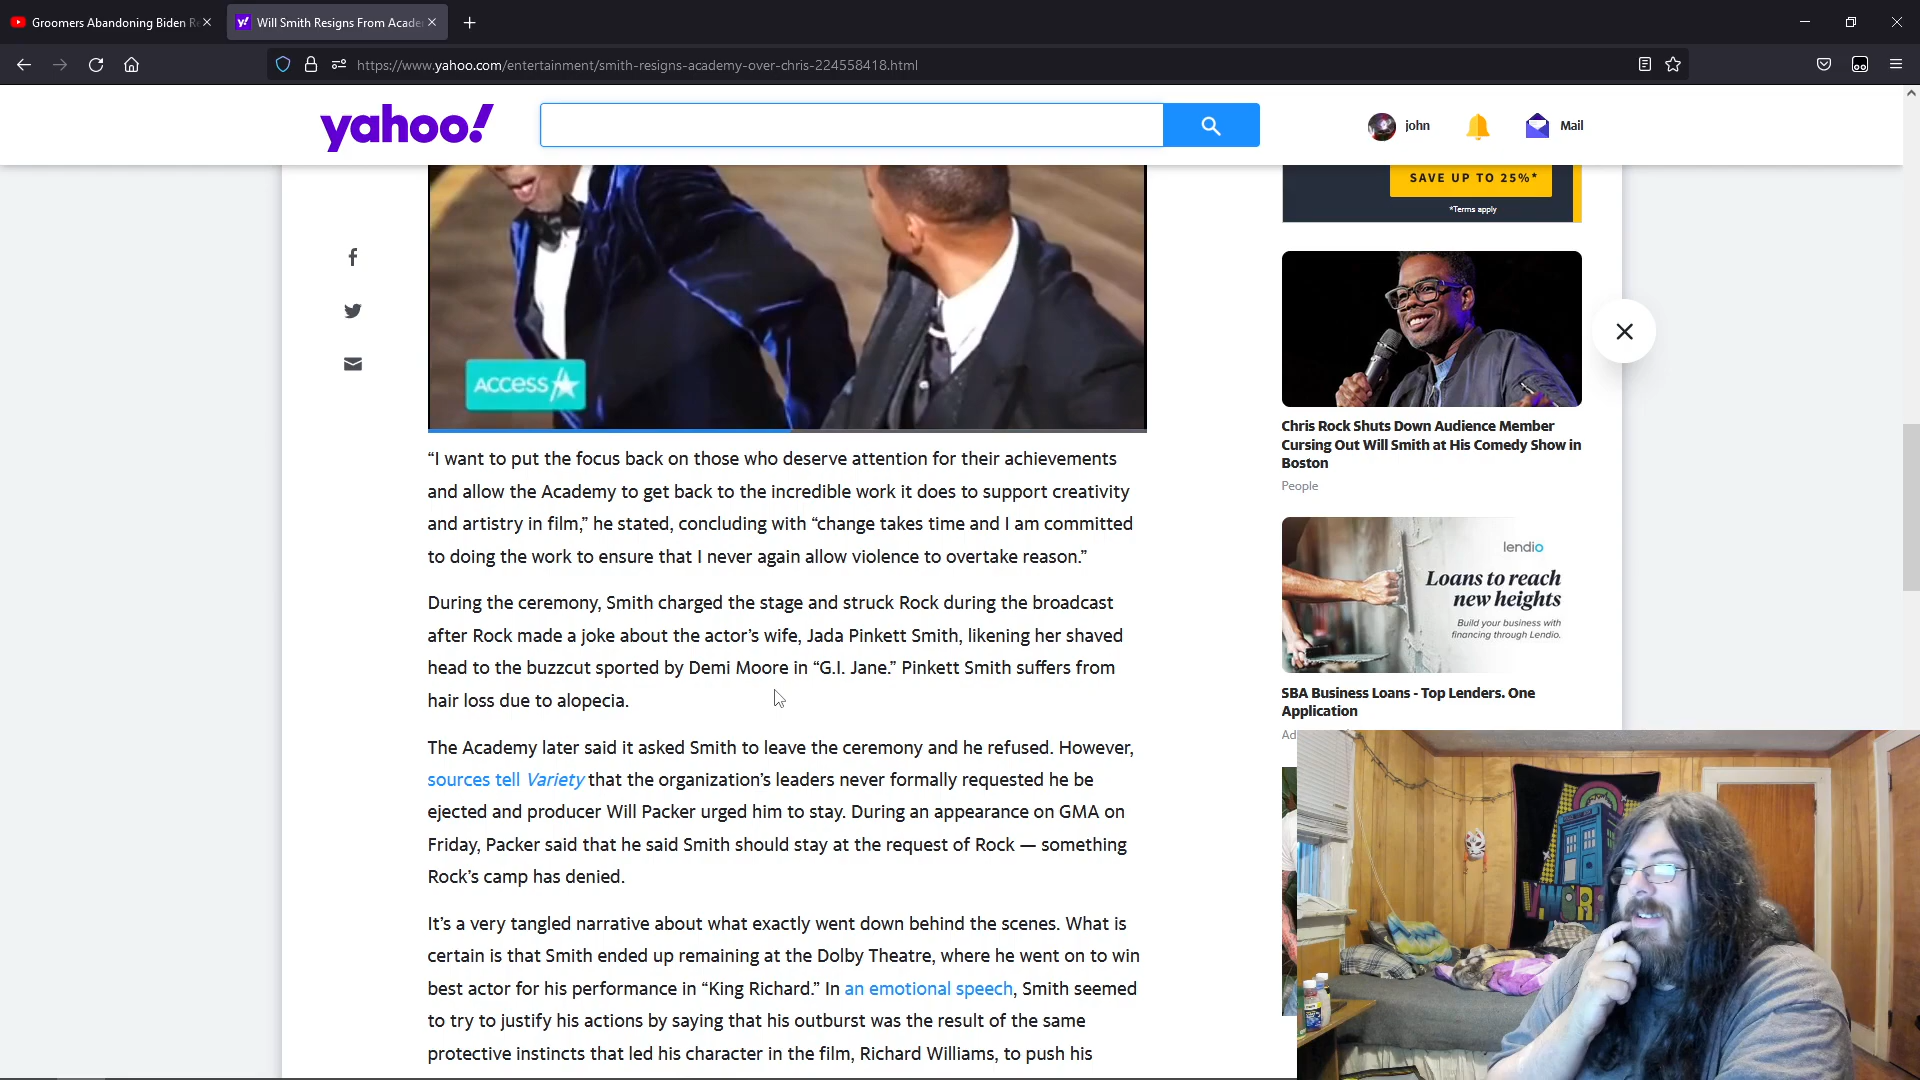 Groomers Abandoning Biden Re
Will Smith Resigns From Acade
https://www.yahoo.com/entertainment/smith-resigns-academy-over-chris-224558418.html
yahoo!
john
Mail
SAVE UP TO 25%*
*Terms apply
access
Chris Rock Shuts Down Audience Member
Cursing Out Will Smith at His Comedy Show in
Boston
People
“I want to put the focus back on those who deserve attention for their achievements
and allow the Academy to get back to the incredible work it does to support creativity
and artistry in film,” he stated, concluding with “change takes time and I am committed
to doing the work to ensure that I never again allow violence to overtake reason.”
During the ceremony, Smith charged the stage and struck Rock during the broadcast
after Rock made a joke about the actor’s wife, Jada Pinkett Smith, likening her shaved
head to the buzzcut sported by Demi Moore in “G.I. Jane.” Pinkett Smith suffers from
hair loss due to alopecia.
The Academy later said it asked Smith to leave the ceremony and he refused. However,
sources tell Variety that the organization’s leaders never formally requested he be
ejected and producer Will Packer urged him to stay. During an appearance on GMA on
Friday, Packer said that he said Smith should stay at the request of Rock — something
Rock’s camp has denied.
It’s a very tangled narrative about what exactly went down behind the scenes. What is
certain is that Smith ended up remaining at the Dolby Theatre, where he went on to win
best actor for his performance in “King Richard.” In an emotional speech, Smith seemed
to try to justify his actions by saying that his outburst was the result of the same
protective instincts that led his character in the film, Richard Williams, to push his
lendio
Loans to reach
new heights
Build your business with
financing through Lendio.
SBA Business Loans - Top Lenders. One
Application
Ad